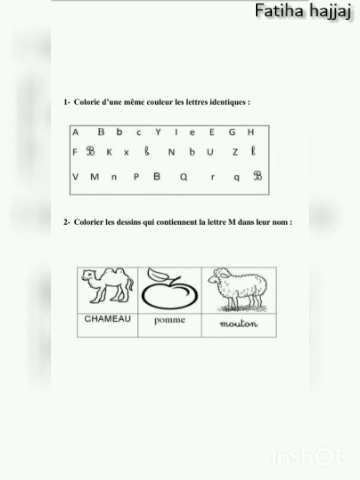 Fatiha hajjaj
1- Colorie d'une même couleur les lettres identiques :
A B b c Y I e E G H
F ℬ K x b N b U Z ℓ
V M n P B Q r q ℬ
2- Colorier les dessins qui contiennent la lettre M dans leur nom :
CHAMEAU pomme mouton
InShOt